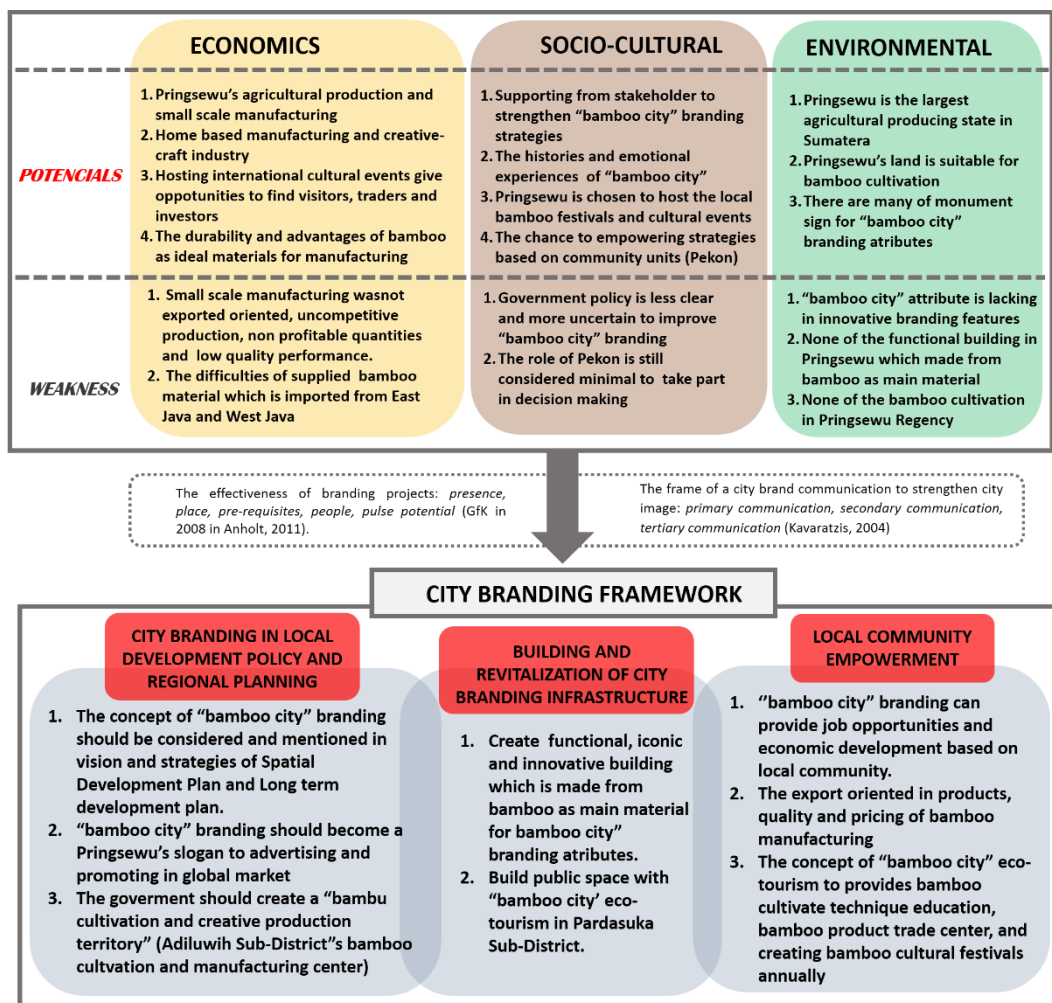 ECONOMICS
SOCIO-CULTURAL
ENVIRONMENTAL
POTENCIALS
1. Pringsewu's agricultural production and
small scale manufacturing
2. Home based manufacturing and creative-
craft industry
3. Hosting international cultural events give
oppotunities to find visitors, traders and
investors
4. The durability and advantages of bamboo
as ideal materials for manufacturing
1. Supporting from stakeholder to
strengthen "bamboo city" branding
strategies
2. The histories and emotional
experiences of "bamboo city"
3. Pringsewu is chosen to host the local
bamboo festivals and cultural events
4. The chance to empowering strategies
based on community units (Pekon)
1. Pringsewu is the largest
agricultural producing state in
Sumatera
2. Pringsewu's land is suitable for
bamboo cultivation
3. There are many of monument
sign for "bamboo city"
branding atributes
WEAKNESS
1. Small scale manufacturing wasnot
exported oriented, uncompetitive
production, non profitable quantities
and low quality performance.
2. The difficulties of supplied bamboo
material which is imported from East
Java and West Java
1. Government policy is less clear
and more uncertain to improve
"bamboo city" branding
2. The role of Pekon is still
considered minimal to take part
in decision making
1. "bamboo city" attribute is lacking
in innovative branding features
2. None of the functional building in
Pringsewu which made from
bamboo as main material
3. None of the bamboo cultivation
in Pringsewu Regency
The effectiveness of branding projects: presence,
place, pre-requisites, people, pulse potential (GfK in
2008 in Anholt, 2011).
The frame of a city brand communication to strengthen city
image: primary communication, secondary communication,
tertiary communication (Kavaratzis, 2004)
CITY BRANDING FRAMEWORK
CITY BRANDING IN LOCAL
DEVELOPMENT POLICY AND
REGIONAL PLANNING
1. The concept of "bamboo city" branding
should be considered and mentioned in
vision and strategies of Spatial
Development Plan and Long term
development plan.
2. "bamboo city" branding should become a
Pringsewu's slogan to advertising and
promoting in global market
3. The goverment should create a "bambu
cultivation and creative production
territory" (Adiluwih Sub-District"s bamboo
cultvation and manufacturing center)
BUILDING AND
REVITALIZATION OF CITY
BRANDING INFRASTRUCTURE
1. Create functional, iconic
and innovative building
which is made from
bamboo as main material
for bamboo city"
branding atributes.
2. Build public space with
"bamboo city' eco-
tourism in Pardasuka
Sub-District.
LOCAL COMMUNITY
EMPOWERMENT
1. ‘’bamboo city" branding can
provide job opportunities and
economic development based on
local community.
2. The export oriented in products,
quality and pricing of bamboo
manufacturing
3. The concept of "bamboo city" eco-
tourism to provides bamboo
cultivate technique education,
bamboo product trade center, and
creating bamboo cultural festivals
annually